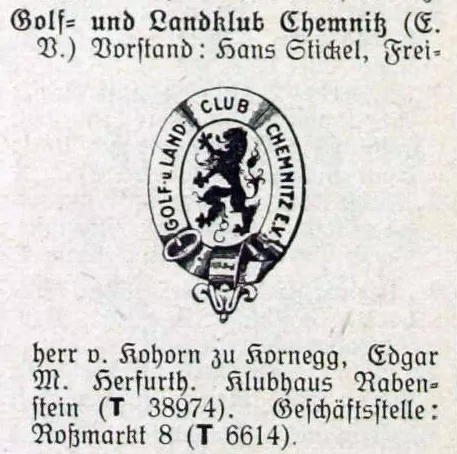 Golf- und Landklub Chemnitz (E.
V.) Vorstand: Hans Stickel, Frei-
GOLF- u. LAND- CLUB CHEMNITZ E.V.
herr v. Kohorn zu Kornegg, Edgar
M. Herfurth. Klubhaus Raben-
stein (T 38974). Geschäftsstelle:
Roßmarkt 8 (T 6614).